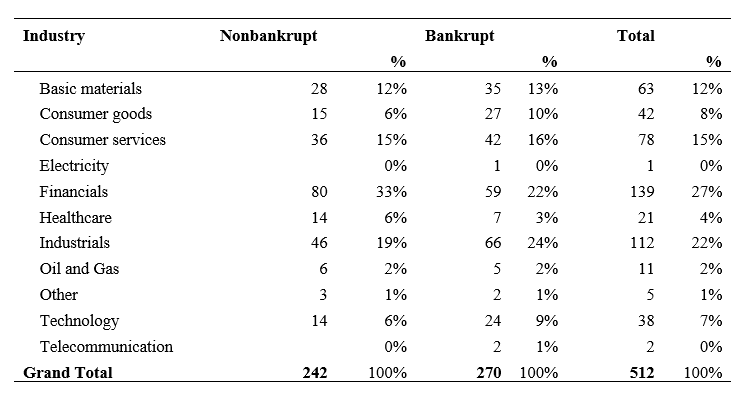 Industry Nonbankrupt Bankrupt Total
% % %
Basic materials 28 12% 35 13% 63 12%
Consumer goods 15 6% 27 10% 42 8%
Consumer services 36 15% 42 16% 78 15%
Electricity 0% 1 0% 1 0%
Financials 80 33% 59 22% 139 27%
Healthcare 14 6% 7 3% 21 4%
Industrials 46 19% 66 24% 112 22%
Oil and Gas 6 2% 5 2% 11 2%
Other 3 1% 2 1% 5 1%
Technology 14 6% 24 9% 38 7%
Telecommunication 0% 2 1% 2 0%
Grand Total 242 100% 270 100% 512 100%